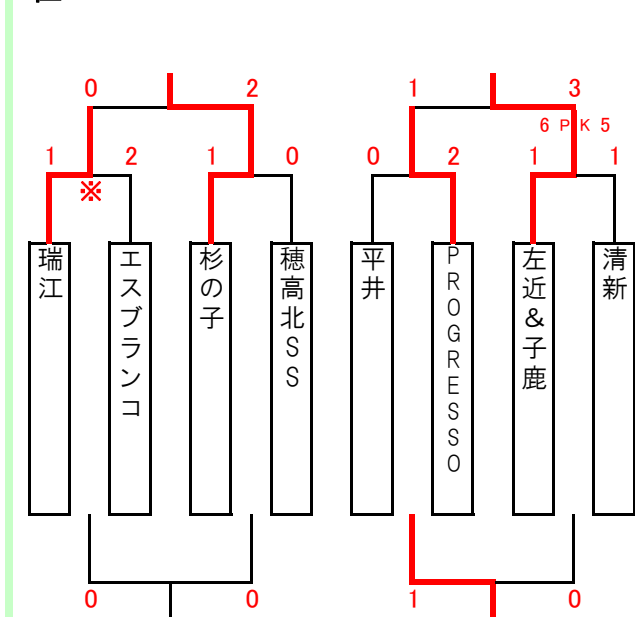 0 2 1 3
6 PK 5
1 2 1 0 0 2 1 1
※
瑞江
エスブランコ
杉の子
穂高北SS
平井
PROGRESSO
左近&子鹿
清新
0 0 1 0